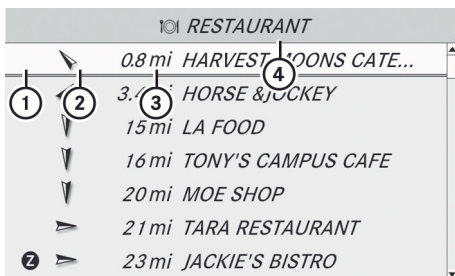 RESTAURANT
0.8 mi HARVEST MOONS CATE...
3. mi HORSE &JOCKEY
15 mi LA FOOD
16 mi TONY'S CAMPUS CAFE
20 mi MOE SHOP
21 mi TARA RESTAURANT
Z 23 mi JACKIE'S BISTRO
1
2
3
4